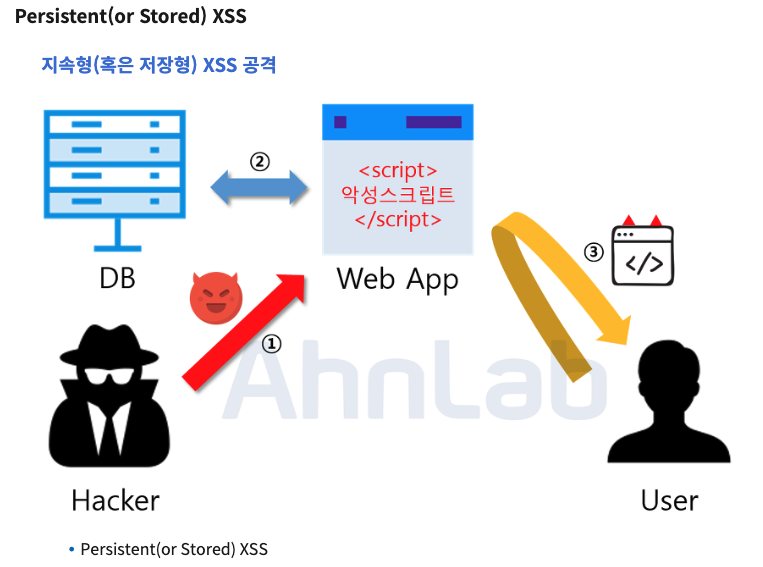 Persistent(or Stored) XSS
지속형(혹은 저장형) XSS 공격
②
<script>
악성스크립트
</script>
③
</>
DB
Web App
①
AhnLab
Hacker
User
• Persistent(or Stored) XSS